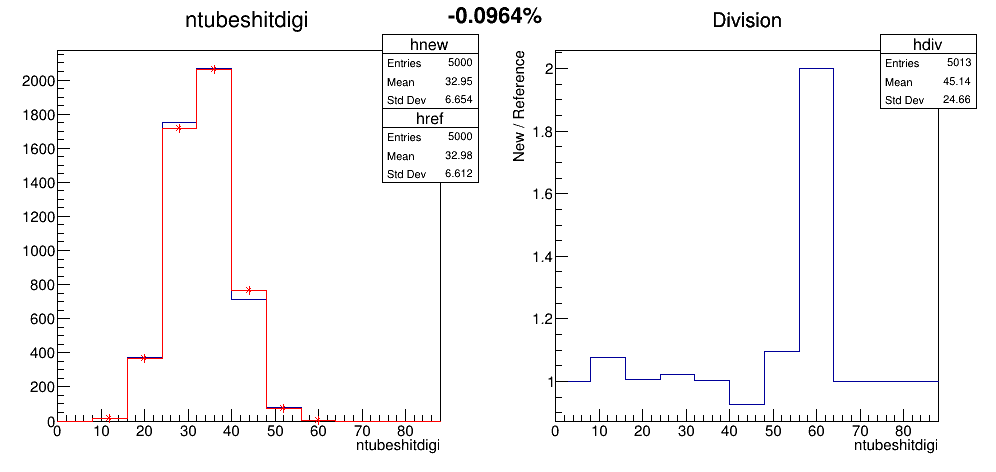 ntubeshitdigi
-0.0964%
Division
hnew
Entries 5000
Mean 32.95
Std Dev 6.654
href
Entries 5000
Mean 32.98
Std Dev 6.612
2000
1800
1600
1400
1200
1000
800
600
400
200
0
0 10 20 30 40 50 60 70 80
ntubeshitdigi
hdiv
Entries 5013
Mean 45.14
Std Dev 24.66
New / Reference
2
1.8
1.6
1.4
1.2
1
0 10 20 30 40 50 60 70 80
ntubeshitdigi